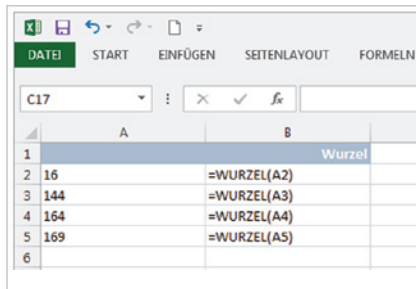 DATEI START EINFÜGEN SEITENLAYOUT FORMELN
C17 fx
A B
1 Wurzel
2 16 =WURZEL(A2)
3 144 =WURZEL(A3)
4 164 =WURZEL(A4)
5 169 =WURZEL(A5)
6